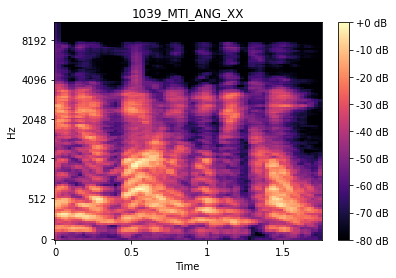 1039_MTI_ANG_XX
+0 dB
8192
-10 dB
4096
-20 dB
-30 dB
2048
Hz
-40 dB
1024
-50 dB
512
-60 dB
-70 dB
0
-80 dB
0 0.5 1 1.5
Time